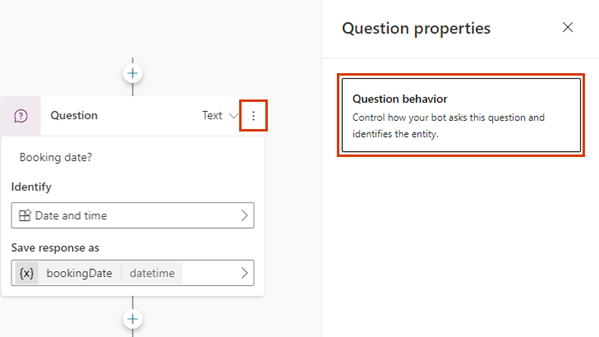 Question properties
Question
Text
Booking date?
Identify
Date and time
Save response as
{x} bookingDate datetime
Question behavior
Control how your bot asks this question and
identifies the entity.